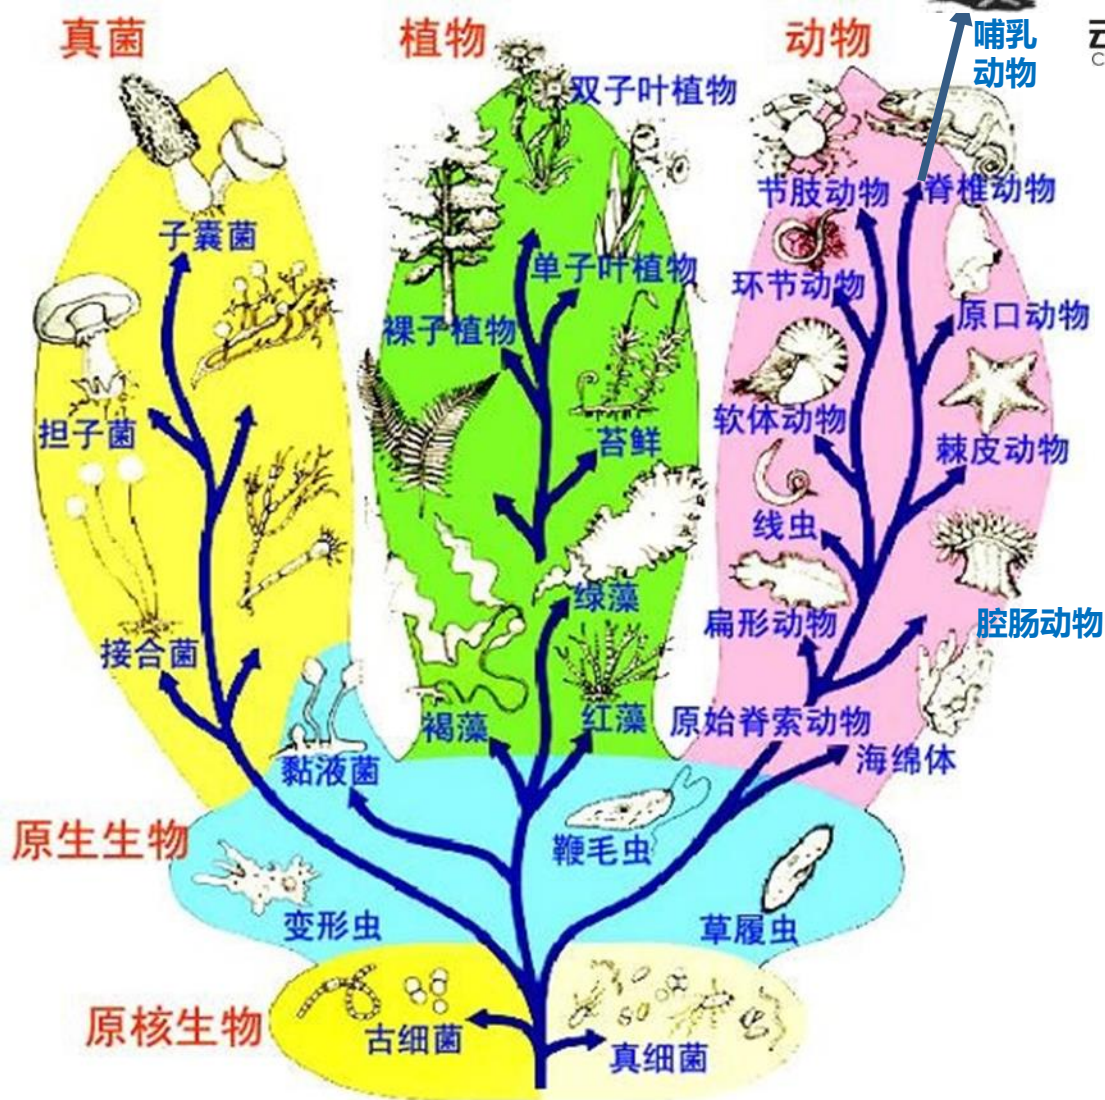 真菌
植物
动物
哺乳
动物
双子叶植物
节肢动物
脊椎动物
子囊菌
单子叶植物
环节动物
原口动物
裸子植物
担子菌
苔鲜
软体动物
棘皮动物
线虫
绿藻
扁形动物
腔肠动物
接合菌
褐藻
红藻
原始脊索动物
海绵体
黏液菌
原生生物
鞭毛虫
变形虫
草履虫
原核生物
古细菌
真细菌